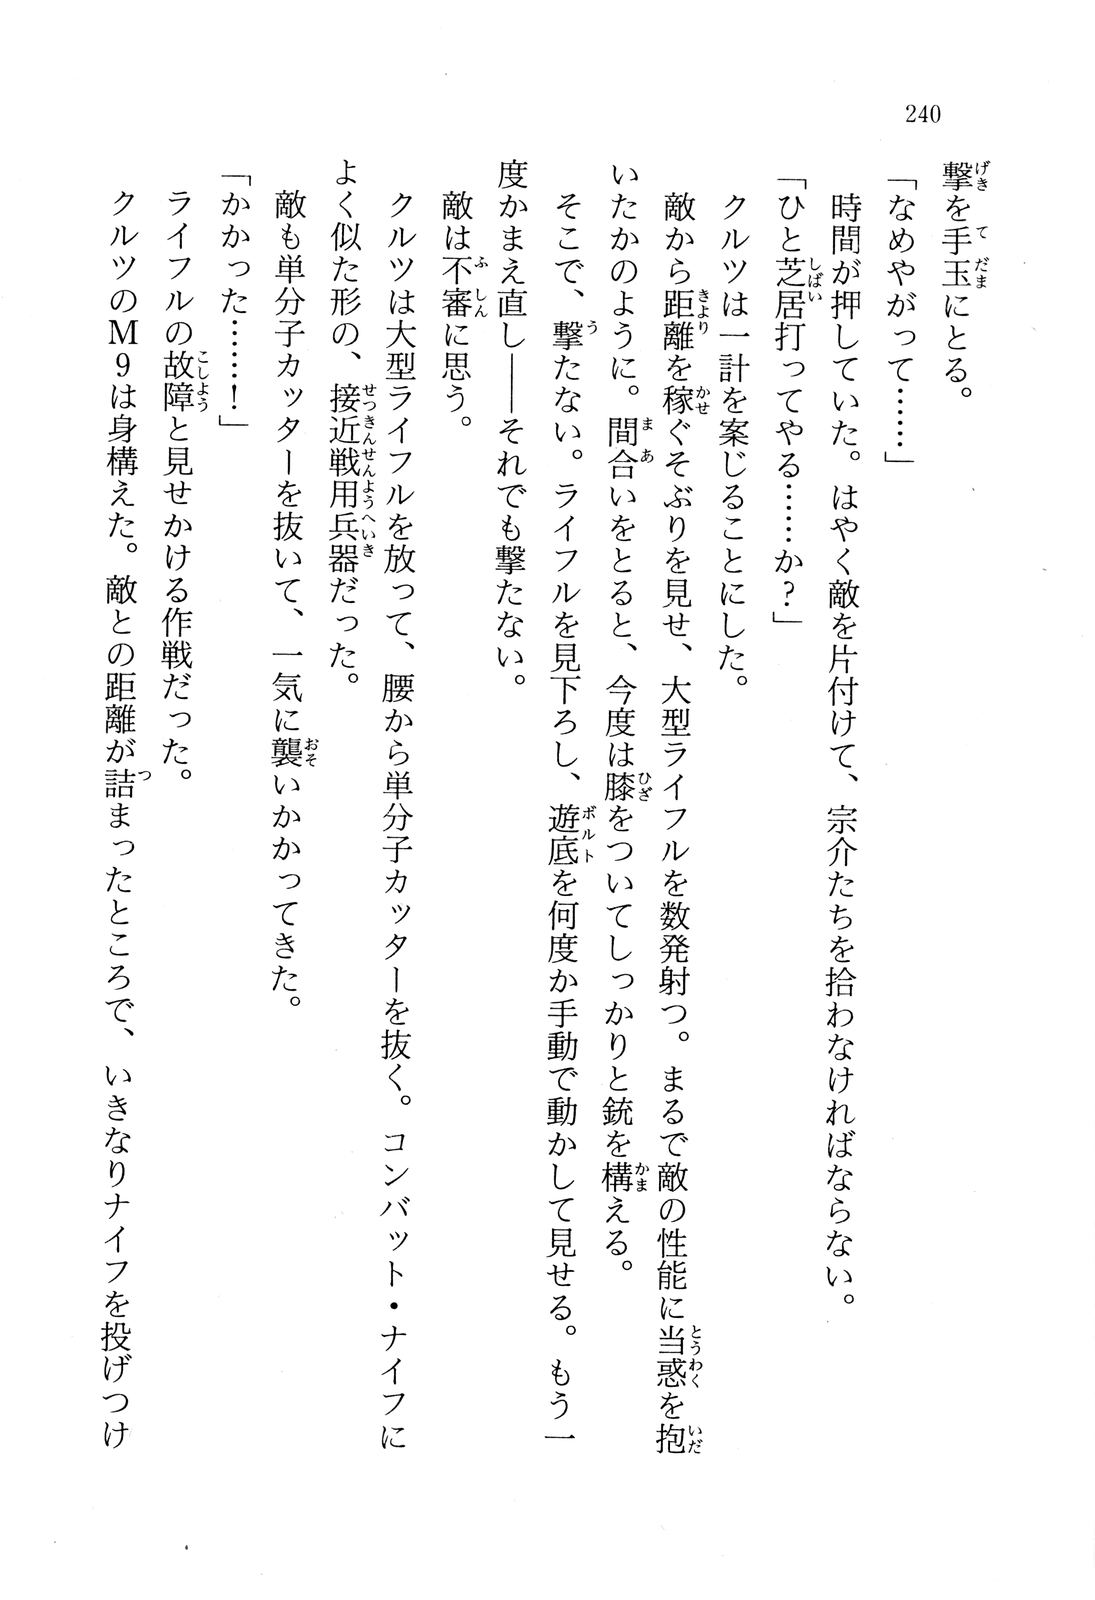 240
撃を手玉にとる。
「なめやがって……」
時間が押していた。はやく敵を片付けて、宗介たちを拾わなければならない。
「ひと芝居打ってやる……か?」
クルツは一計を案じることにした。
敵から距離を稼ぐそぶりを見せ、大型ライフルを数発射つ。まるで敵の性能に当惑を抱
いたかのように。間合いをとると、今度は膝をついてしっかりと銃を構える。
そこで、撃たない。ライフルを見下ろし、遊底を何度か手動で動かして見せる。もう一
度かまえ直し――それでも撃たない。
敵は不審に思う。
クルツは大型ライフルを放って、腰から単分子カッターを抜く。コンバット・ナイフに
よく似た形の、接近戦用兵器だった。
敵も単分子カッターを抜いて、一気に襲いかかってきた。
「かかった……!」
ライフルの故障と見せかける作戦だった。
クルツのM9は身構えた。敵との距離が詰まったところで、いきなりナイフを投げつけ